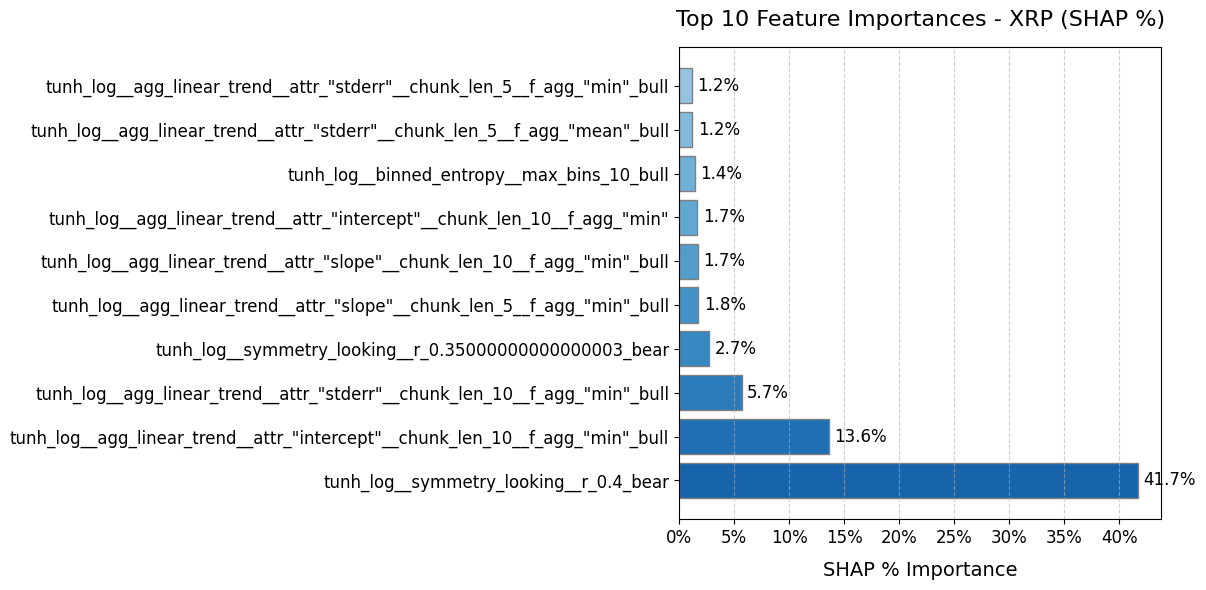 Top 10 Feature Importances - XRP (SHAP %)
tunh_log__agg_linear_trend__attr_"stderr"__chunk_len_5__f_agg_"min"_bull 1.2%
tunh_log__agg_linear_trend__attr_"stderr"__chunk_len_5__f_agg_"mean"_bull 1.2%
tunh_log__binned_entropy__max_bins_10_bull 1.4%
tunh_log__agg_linear_trend__attr_"intercept"__chunk_len_10__f_agg_"min" 1.7%
tunh_log__agg_linear_trend__attr_"slope"__chunk_len_10__f_agg_"min"_bull 1.7%
tunh_log__agg_linear_trend__attr_"slope"__chunk_len_5__f_agg_"min"_bull 1.8%
tunh_log__symmetry_looking__r_0.35000000000000003_bear 2.7%
tunh_log__agg_linear_trend__attr_"stderr"__chunk_len_10__f_agg_"min"_bull 5.7%
tunh_log__agg_linear_trend__attr_"intercept"__chunk_len_10__f_agg_"min"_bull 13.6%
tunh_log__symmetry_looking__r_0.4_bear 41.7%
0% 5% 10% 15% 20% 25% 30% 35% 40%
SHAP % Importance